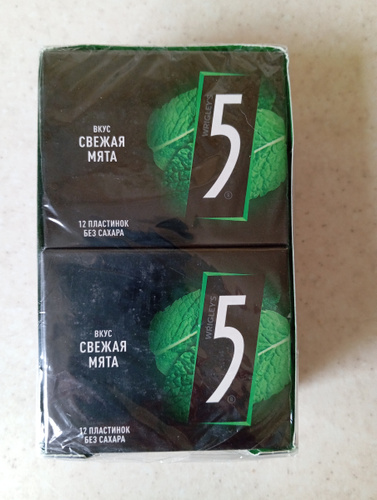 ВКУС
СВЕЖАЯ
МЯТА
12 ПЛАСТИНОК
БЕЗ САХАРА
WRIGLEY'S
5
ВКУС
СВЕЖАЯ
МЯТА
12 ПЛАСТИНОК
БЕЗ САХАРА
WRIGLEY'S
5